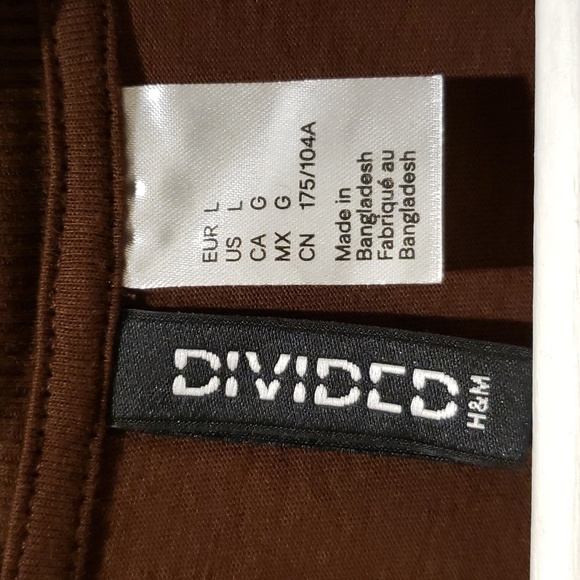 EUR L
US L
CA G
MX G
CN 175/104A
Made in
Bangladesh
Fabriqué au
Bangladesh
DIVIDED
H&M